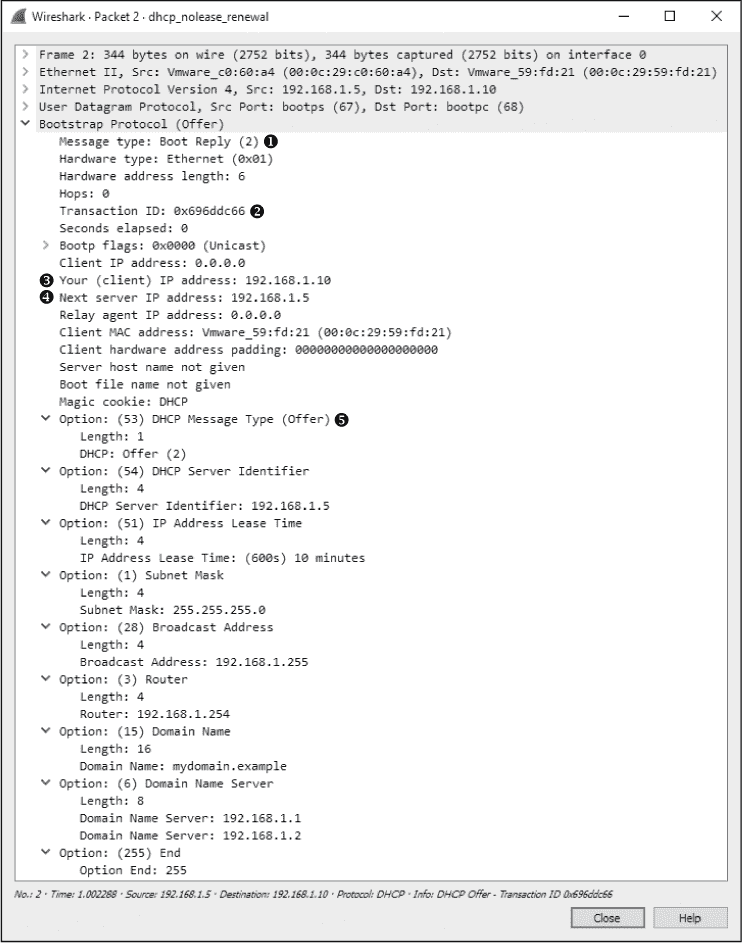 Wireshark · Packet 2 · dhcp_nolease_renewal
Frame 2: 344 bytes on wire (2752 bits), 344 bytes captured (2752 bits) on interface 0
Ethernet II, Src: Vmware_c0:60:a4 (00:0c:29:c0:60:a4), Dst: Vmware_59:fd:21 (00:0c:29:59:fd:21)
Internet Protocol Version 4, Src: 192.168.1.5, Dst: 192.168.1.10
User Datagram Protocol, Src Port: bootps (67), Dst Port: bootpc (68)
Bootstrap Protocol (Offer)
Message type: Boot Reply (2) ❶
Hardware type: Ethernet (0x01)
Hardware address length: 6
Hops: 0
Transaction ID: 0x696ddc66 ❷
Seconds elapsed: 0
Bootp flags: 0x0000 (Unicast)
Client IP address: 0.0.0.0
❸ Your (client) IP address: 192.168.1.10
❹ Next server IP address: 192.168.1.5
Relay agent IP address: 0.0.0.0
Client MAC address: Vmware_59:fd:21 (00:0c:29:59:fd:21)
Client hardware address padding: 00000000000000000000
Server host name not given
Boot file name not given
Magic cookie: DHCP
Option: (53) DHCP Message Type (Offer) ❺
Length: 1
DHCP: Offer (2)
Option: (54) DHCP Server Identifier
Length: 4
DHCP Server Identifier: 192.168.1.5
Option: (51) IP Address Lease Time
Length: 4
IP Address Lease Time: (600s) 10 minutes
Option: (1) Subnet Mask
Length: 4
Subnet Mask: 255.255.255.0
Option: (28) Broadcast Address
Length: 4
Broadcast Address: 192.168.1.255
Option: (3) Router
Length: 4
Router: 192.168.1.254
Option: (15) Domain Name
Length: 16
Domain Name: mydomain.example
Option: (6) Domain Name Server
Length: 8
Domain Name Server: 192.168.1.1
Domain Name Server: 192.168.1.2
Option: (255) End
Option End: 255
No.: 2 · Time: 1.002288 · Source: 192.168.1.5 · Destination: 192.168.1.10 · Protocol: DHCP · Info: DHCP Offer - Transaction ID 0x696ddc66
Close Help